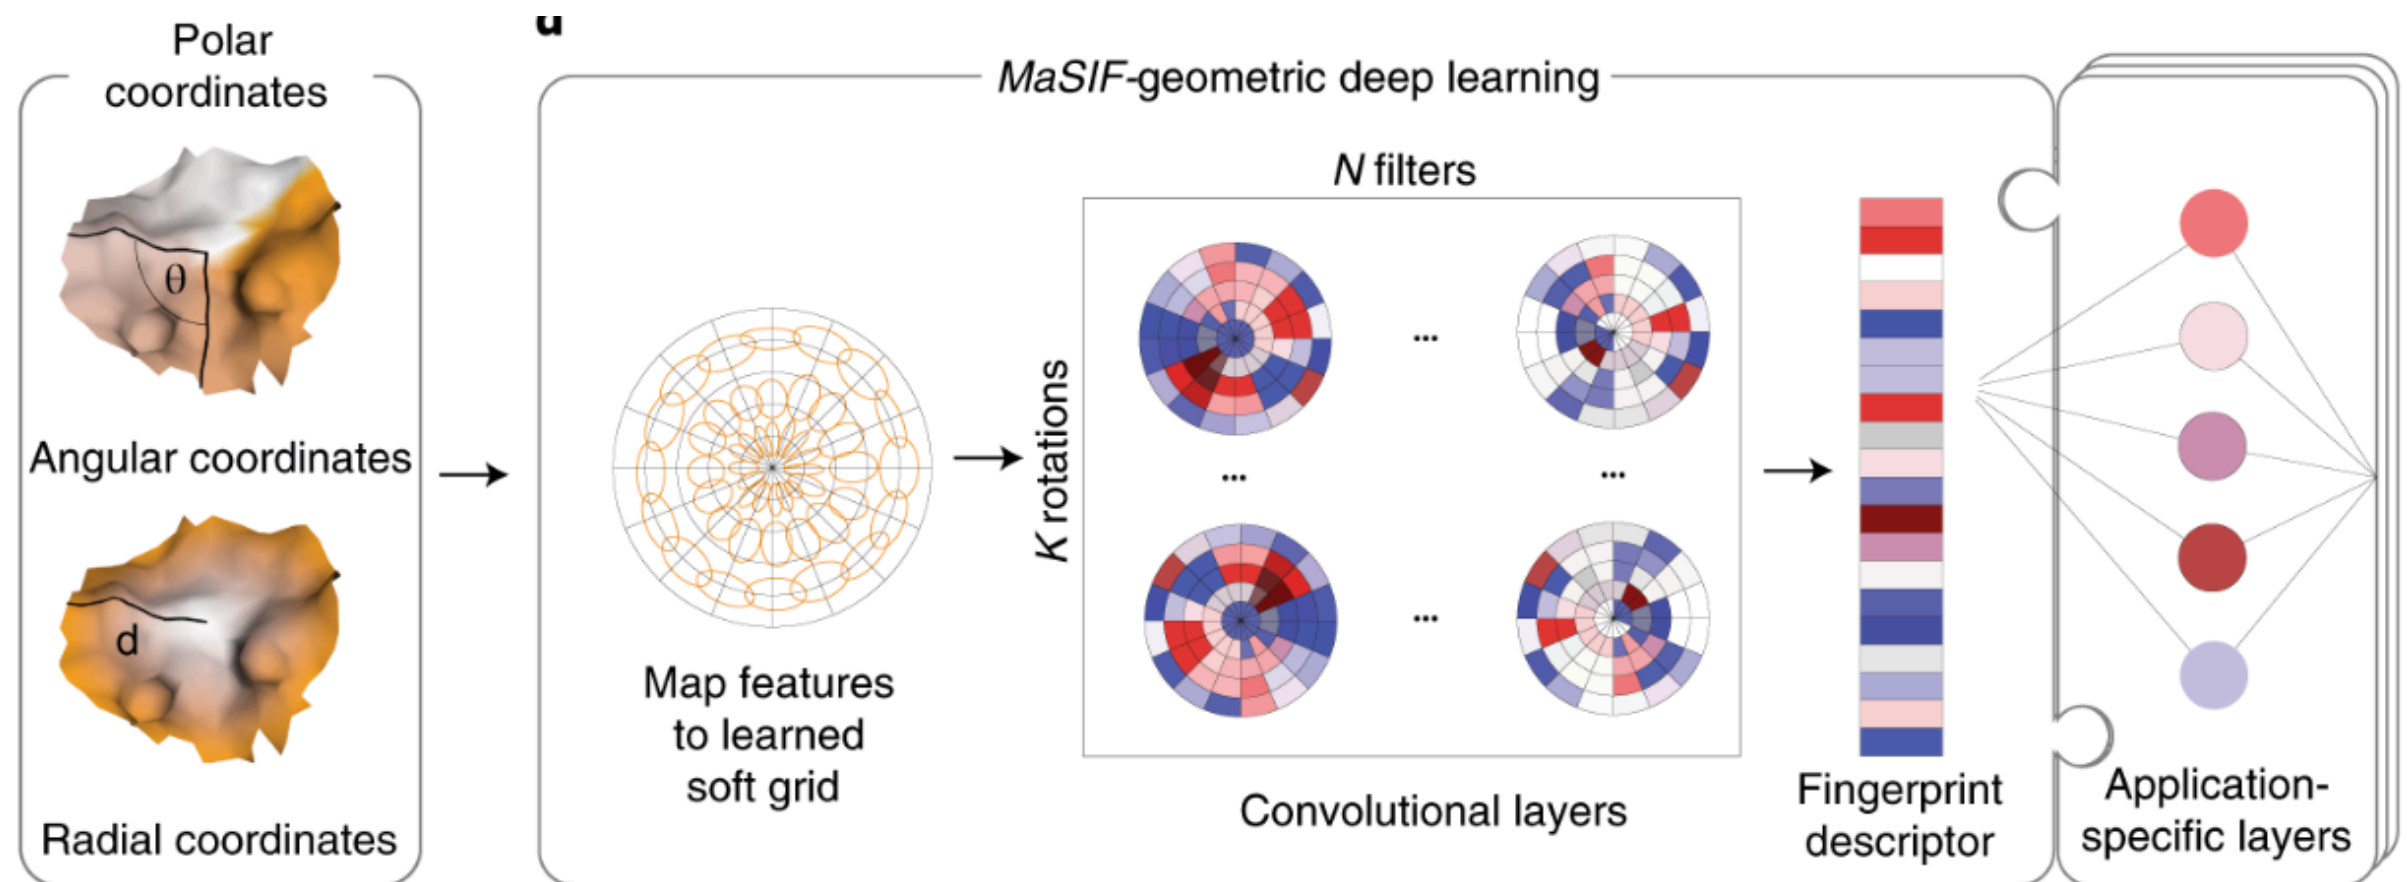 Polar
coordinates
θ
Angular coordinates
d
Radial coordinates
d
MaSIF-geometric deep learning
Map features
to learned
soft grid
N filters
K rotations
...
...
...
...
Convolutional layers
Fingerprint
descriptor
Application-
specific layers